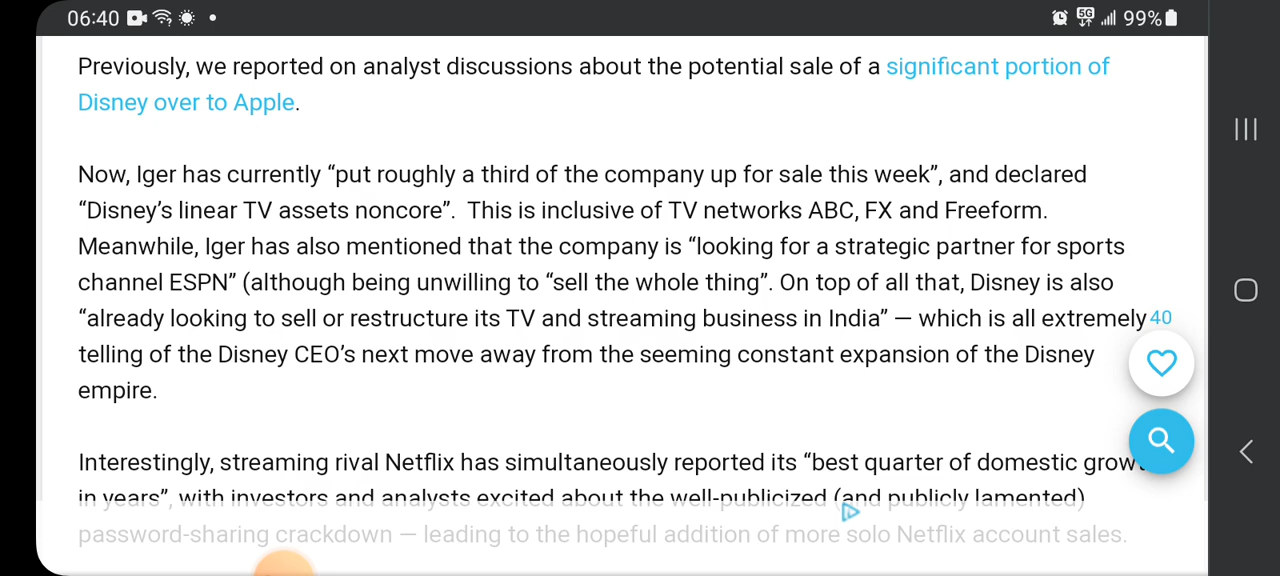 06:40 99%
5G
Previously, we reported on analyst discussions about the potential sale of a significant portion of
Disney over to Apple.
Now, Iger has currently “put roughly a third of the company up for sale this week”, and declared
“Disney’s linear TV assets noncore”.  This is inclusive of TV networks ABC, FX and Freeform.
Meanwhile, Iger has also mentioned that the company is “looking for a strategic partner for sports
channel ESPN” (although being unwilling to “sell the whole thing”. On top of all that, Disney is also
“already looking to sell or restructure its TV and streaming business in India” — which is all extremely
40
telling of the Disney CEO’s next move away from the seeming constant expansion of the Disney
empire.
Interestingly, streaming rival Netflix has simultaneously reported its “best quarter of domestic growt
in years”, with investors and analysts excited about the well-publicized (and publicly lamented)
password-sharing crackdown — leading to the hopeful addition of more solo Netflix account sales.